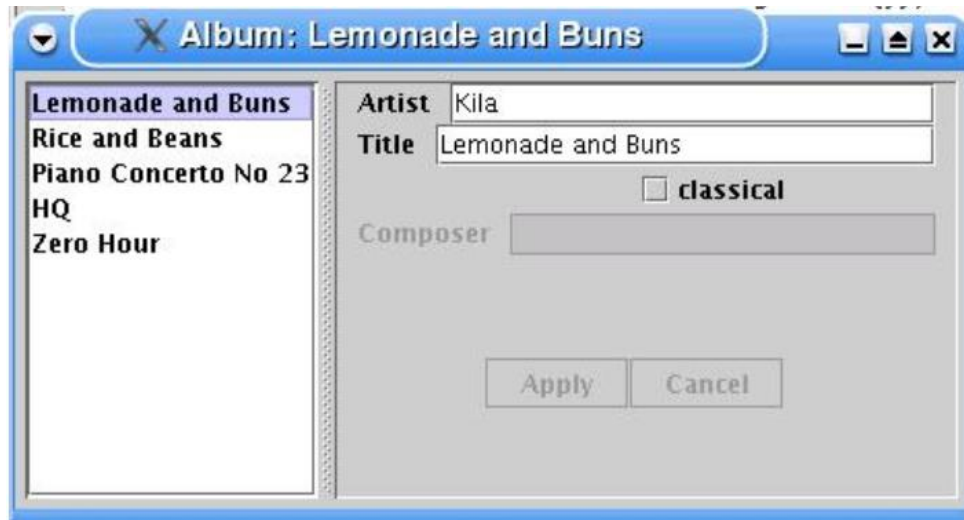 Album: Lemonade and Buns
Lemonade and Buns
Rice and Beans
Piano Concerto No 23
HQ
Zero Hour
Artist Kila
Title Lemonade and Buns
classical
Composer
Apply Cancel